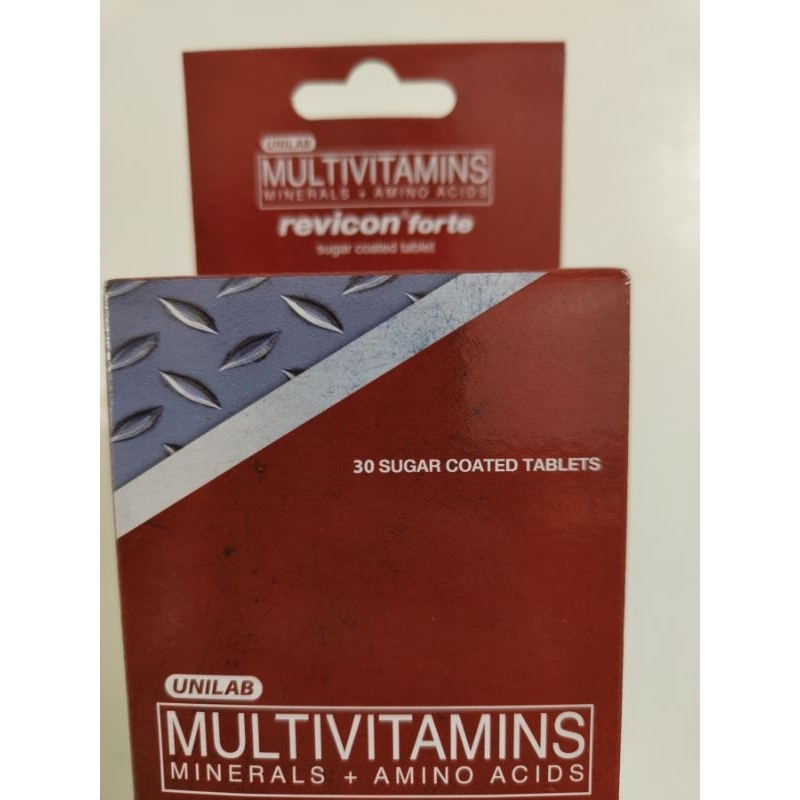 UNILAB
MULTIVITAMINS
MINERALS + AMINO ACIDS
revicon® forte
sugar coated tablet
30 SUGAR COATED TABLETS
UNILAB
MULTIVITAMINS
MINERALS + AMINO ACIDS